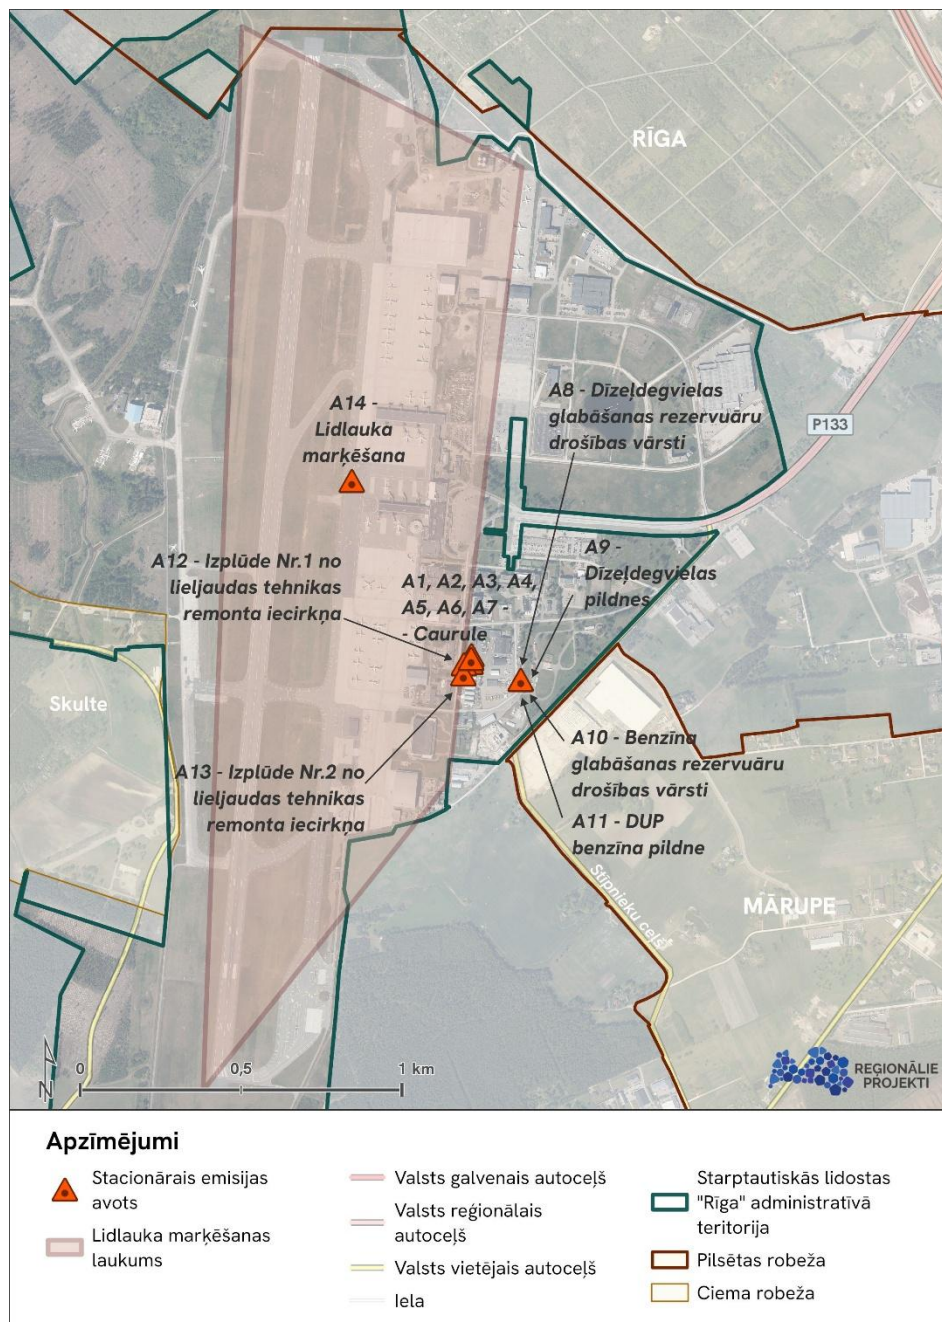 RĪGA
A8 - Dīzeļdegvielas
glabāšanas rezervuāru
drošības vārsti
A14 -
Lidlauka
marķēšana
P133
A9 -
Dīzeļdegvielas
pildnes
A12 - Izplūde Nr.1 no
lieljaudas tehnikas
remonta iecirkņa
A1, A2, A3, A4,
A5, A6, A7 -
- Caurule
Skulte
A10 - Benzīna
glabāšanas rezervuāru
drošības vārsti
A13 - Izplūde Nr.2 no
lieljaudas tehnikas
remonta iecirkņa
A11 - DUP
benzīna pildne
Stīpnieku ceļš
MĀRUPE
N
0 0,5 1 km
REĢIONĀLIE
PROJEKTI
Apzīmējumi
Stacionārais emisijas
avots
Lidlauka marķēšanas
laukums
Valsts galvenais autoceļš
Valsts reģionālais
autoceļš
Valsts vietējais autoceļš
Iela
Starptautiskās lidostas
"Rīga" administratīvā
teritorija
Pilsētas robeža
Ciema robeža